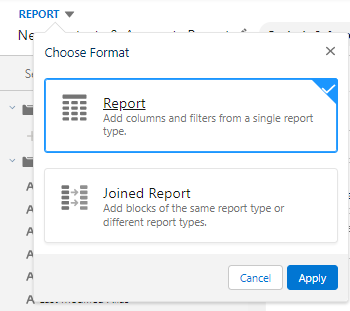 REPORT
Choose Format
Report
Add columns and filters from a single report
type.
Joined Report
Add blocks of the same report type or
different report types.
Cancel
Apply